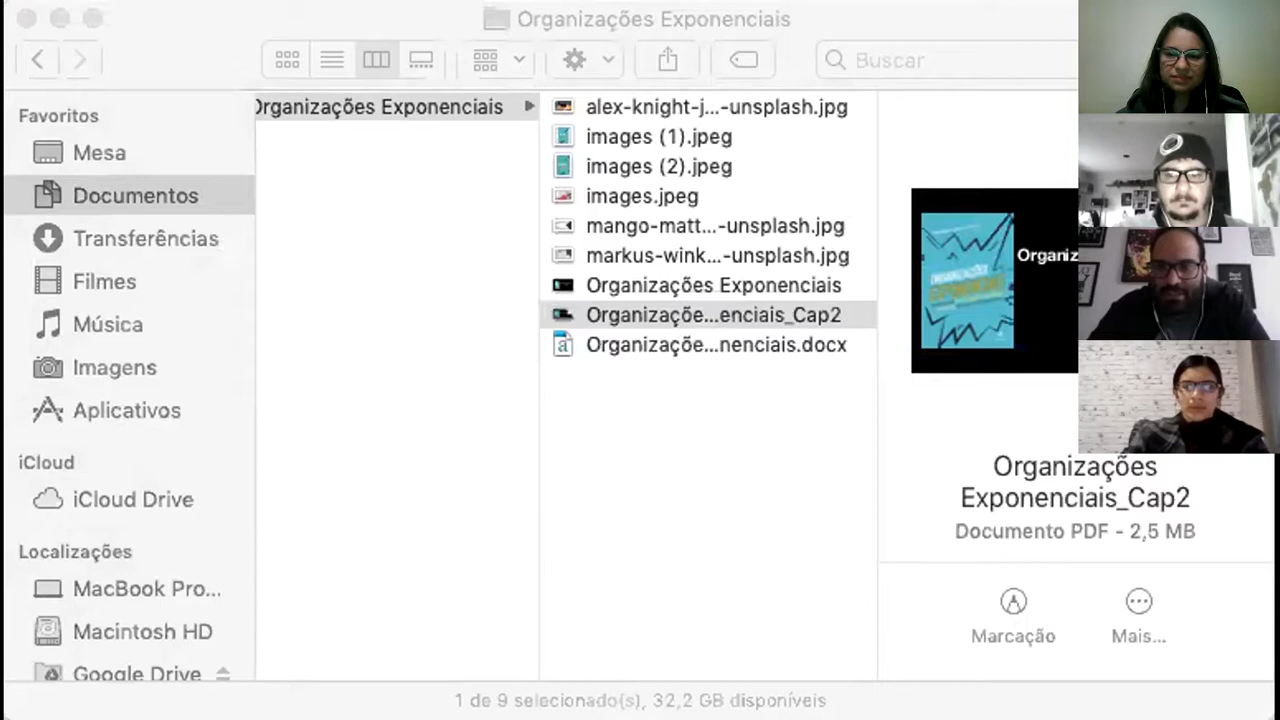 Organizações Exponenciais
Buscar
Favoritos
Mesa
Documentos
Transferências
Filmes
Música
Imagens
Aplicativos
iCloud
iCloud Drive
Localizações
MacBook Pro...
Macintosh HD
Google Drive
Organizações Exponenciais
alex-knight-j...-unsplash.jpg
images (1).jpeg
images (2).jpeg
images.jpeg
mango-matt...-unsplash.jpg
markus-wink...-unsplash.jpg
Organizações Exponenciais
Organizaçõe...enciais_Cap2
Organizaçõe...nenciais.docx
ORGANIZAÇÕES
EXPONENCIAIS
Organiz
Organizações
Exponenciais_Cap2
Documento PDF - 2,5 MB
Marcação
Mais...
1 de 9 selecionado(s), 32,2 GB disponíveis